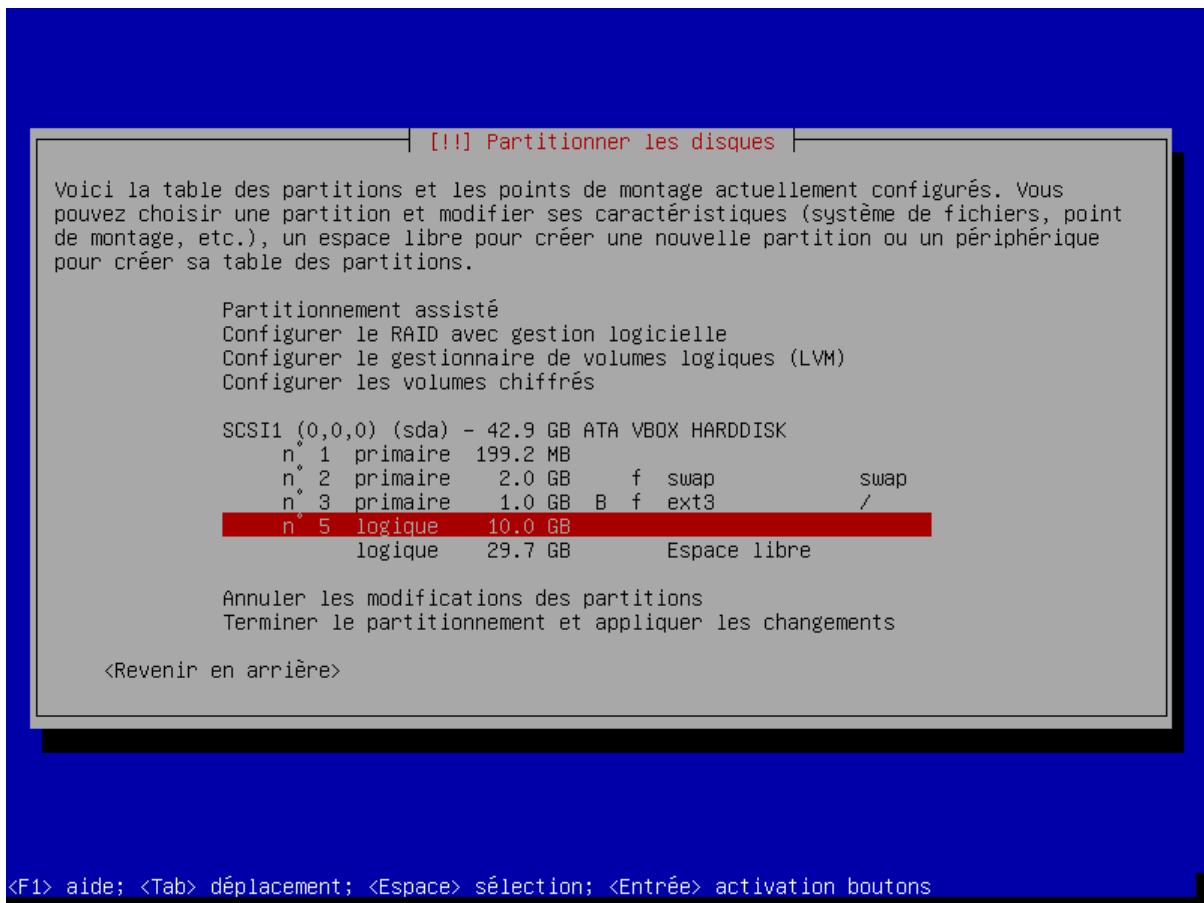 [!!] Partitionner les disques
Voici la table des partitions et les points de montage actuellement configurés. Vous
pouvez choisir une partition et modifier ses caractéristiques (système de fichiers, point
de montage, etc.), un espace libre pour créer une nouvelle partition ou un périphérique
pour créer sa table des partitions.
Partitionnement assisté
Configurer le RAID avec gestion logicielle
Configurer le gestionnaire de volumes logiques (LVM)
Configurer les volumes chiffrés
SCSI1 (0,0,0) (sda) - 42.9 GB ATA VBOX HARDDISK
n° 1 primaire 199.2 MB
n° 2 primaire 2.0 GB f swap swap
n° 3 primaire 1.0 GB B f ext3 /
n° 5 logique 10.0 GB
logique 29.7 GB Espace libre
Annuler les modifications des partitions
Terminer le partitionnement et appliquer les changements
<Revenir en arrière>
<F1> aide; <Tab> déplacement; <Espace> sélection; <Entrée> activation boutons